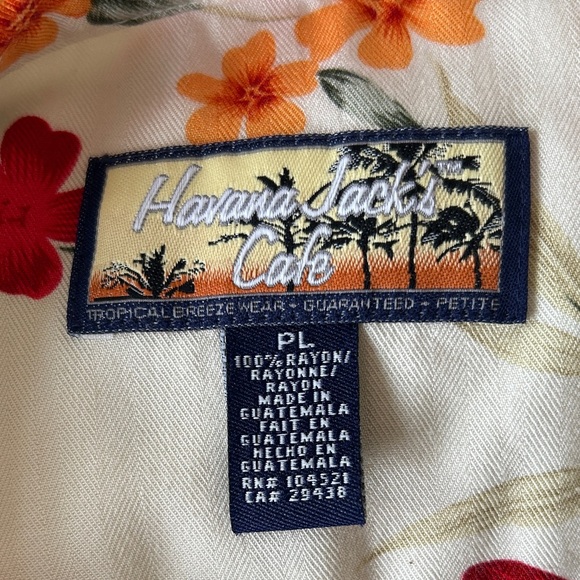 Havana Jack's™
Cafe
TROPICAL BREEZE WEAR - GUARANTEED - PETITE
PL
100% RAYON/
RAYONNE/
RAYON
MADE IN
GUATEMALA
FAIT EN
GUATEMALA
HECHO EN
GUATEMALA
RN# 104521
CA# 29438